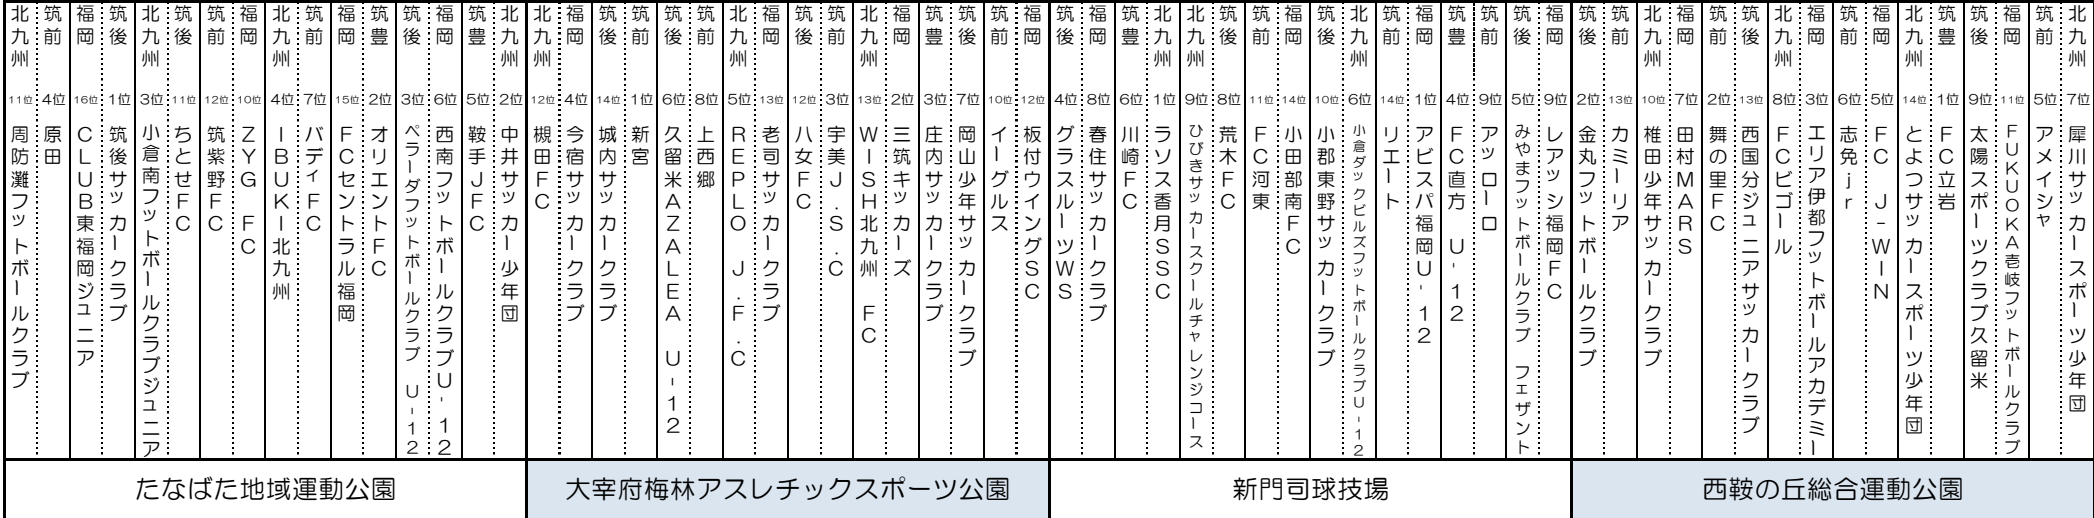 北九州 11位 周防灘フットボールクラブ
筑前 4位 原田
福岡 16位 CLUB東福岡ジュニア
筑後 1位 筑後サッカークラブ
北九州 3位 小倉南フットボールクラブジュニア
筑後 11位 ちとせFC
筑前 12位 筑紫野FC
福岡 10位 ZYG FC
北九州 4位 IBUKI北九州
筑前 7位 バディFC
福岡 15位 FCセントラル福岡
筑豊 2位 オリエントFC
筑後 3位 ペラーダフットボールクラブ U-12
福岡 6位 西南フットボールクラブU-12
筑豊 5位 鞍手JFC
北九州 2位 中井サッカー少年団
北九州 12位 槻田FC
福岡 4位 今宿サッカークラブ
筑後 14位 城内サッカークラブ
筑前 1位 新宮
筑後 6位 久留米AZALEA U-12
筑前 8位 上西郷
北九州 5位 REPLO J.F.C
福岡 13位 老司サッカークラブ
筑後 12位 八女FC
筑前 3位 宇美J.S.C
北九州 13位 WISH北九州 FC
福岡 2位 三筑キッカーズ
筑豊 3位 庄内サッカークラブ
筑後 7位 岡山少年サッカークラブ
筑前 10位 イーグルス
福岡 12位 板付ウイングSC
筑後 4位 グラスルーツWS
福岡 8位 春住サッカークラブ
筑豊 6位 川崎FC
北九州 1位 ラソス香月SSC
北九州 9位 ひびきサッカースクールチャレンジコース
筑後 8位 荒木FC
筑前 11位 FC河東
福岡 14位 小田部南FC
筑後 10位 小郡東野サッカークラブ
北九州 6位 小倉ダックビルズフットボールクラブU-12
筑前 14位 リエート
福岡 1位 アビスパ福岡U-12
筑豊 4位 FC直方 U-12
筑前 9位 アッローロ
筑後 5位 みやまフットボールクラブ フェザント
福岡 9位 レアッシ福岡FC
筑後 2位 金丸フットボールクラブ
筑前 13位 カミーリア
北九州 10位 椎田少年サッカークラブ
福岡 7位 田村MARS
筑前 2位 舞の里FC
筑後 13位 西国分ジュニアサッカークラブ
北九州 8位 FCビゴール
福岡 3位 エリア伊都フットボールアカデミー
筑前 6位 志免jr
福岡 5位 FC J-WIN
北九州 14位 とよつサッカースポーツ少年団
筑豊 1位 FC立岩
筑後 9位 太陽スポーツクラブ久留米
福岡 11位 FUKUOKA壱岐フットボールクラブ
筑前 5位 アメイシャ
北九州 7位 犀川サッカースポーツ少年団
たなばた地域運動公園
大宰府梅林アスレチックスポーツ公園
新門司球技場
西鞍の丘総合運動公園